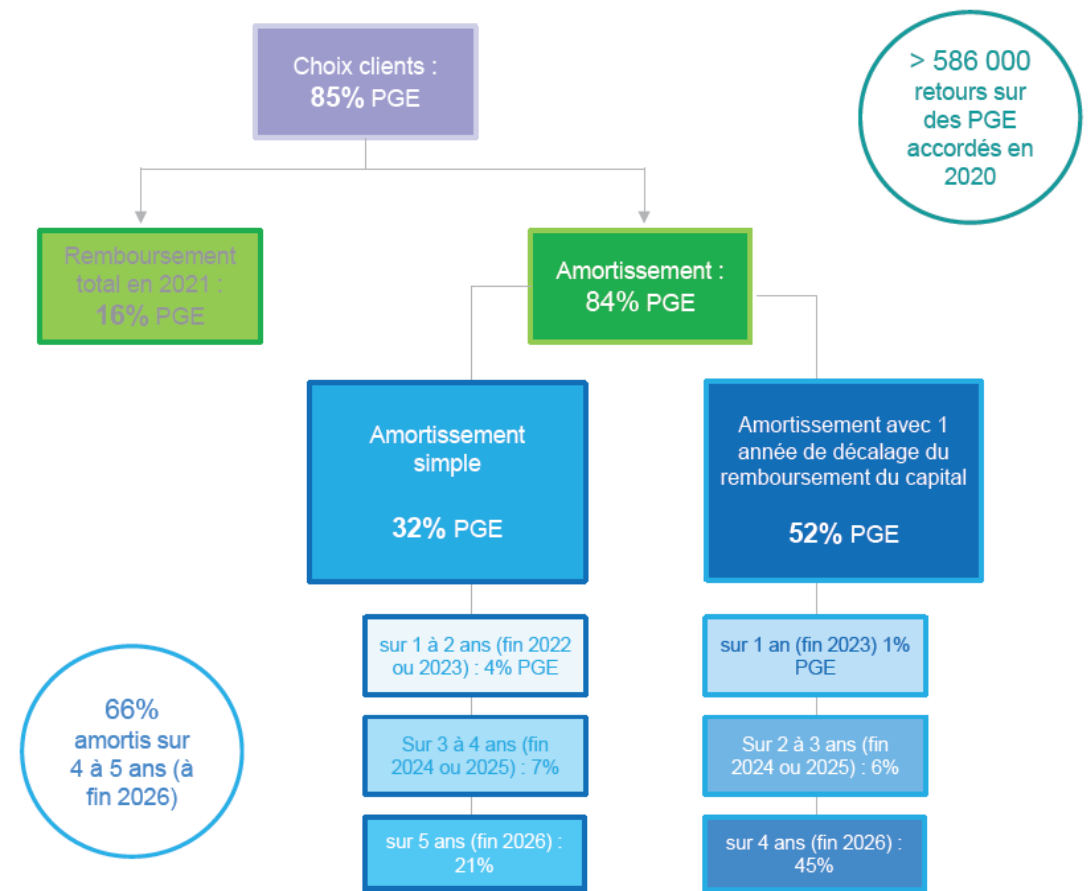 Choix clients :
85% PGE
> 586 000
retours sur
des PGE
accordés en
2020
Remboursement
total en 2021 :
16% PGE
Amortissement :
84% PGE
Amortissement
simple
32% PGE
Amortissement avec 1
année de décalage du
remboursement du capital
52% PGE
sur 1 à 2 ans (fin 2022
ou 2023) : 4% PGE
sur 1 an (fin 2023) 1%
PGE
Sur 3 à 4 ans (fin
2024 ou 2025) : 7%
Sur 2 à 3 ans (fin
2024 ou 2025) : 6%
sur 5 ans (fin 2026) :
21%
sur 4 ans (fin 2026) :
45%
66%
amortis sur
4 à 5 ans (à
fin 2026)